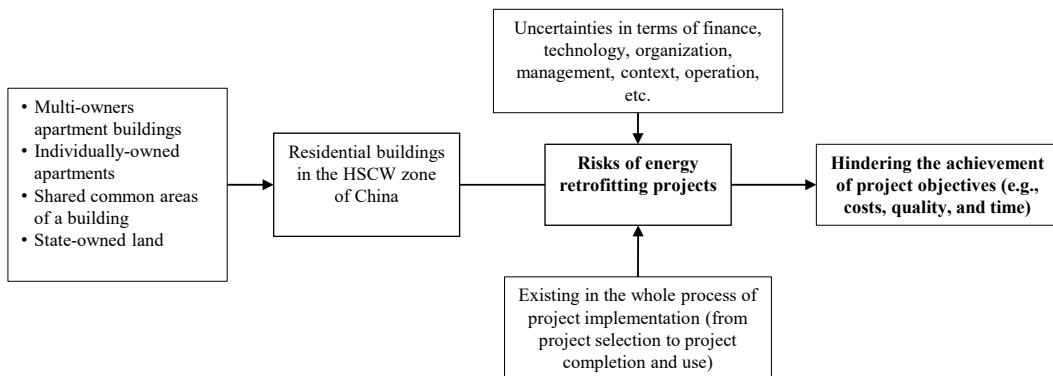 Uncertainties in terms of finance,
technology, organization,
management, context, operation,
etc.
• Multi-owners
apartment buildings
• Individually-owned
apartments
• Shared common areas
of a building
• State-owned land
Residential buildings
in the HSCW zone
of China
Risks of energy
retrofitting projects
Hindering the achievement
of project objectives (e.g.,
costs, quality, and time)
Existing in the whole process of
project implementation (from
project selection to project
completion and use)